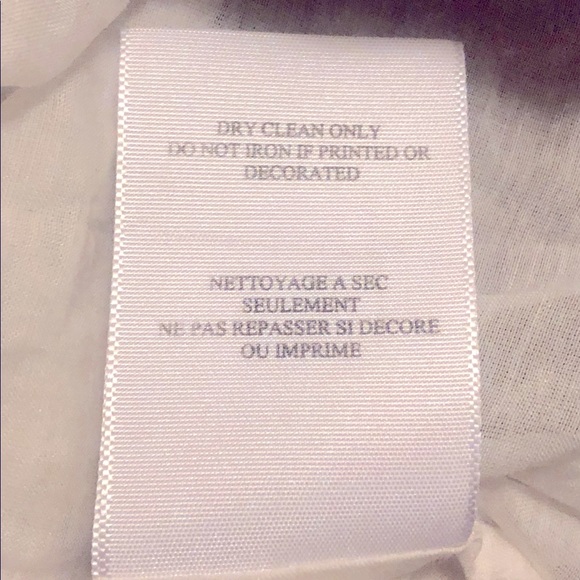 DRY CLEAN ONLY
DO NOT IRON IF PRINTED OR
DECORATED
NETTOYAGE A SEC
SEULEMENT
NE PAS REPASSER SI DECORE
OU IMPRIME